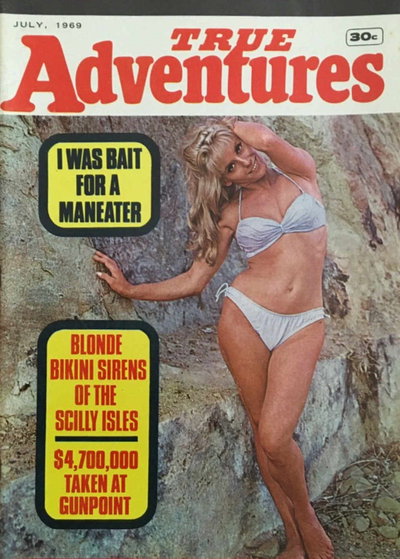 JULY, 1969
TRUE
30c
Adventures
I WAS BAIT
FOR A
MANEATER
BLONDE
BIKINI SIRENS
OF THE
SCILLY ISLES
$4,700,000
TAKEN AT
GUNPOINT